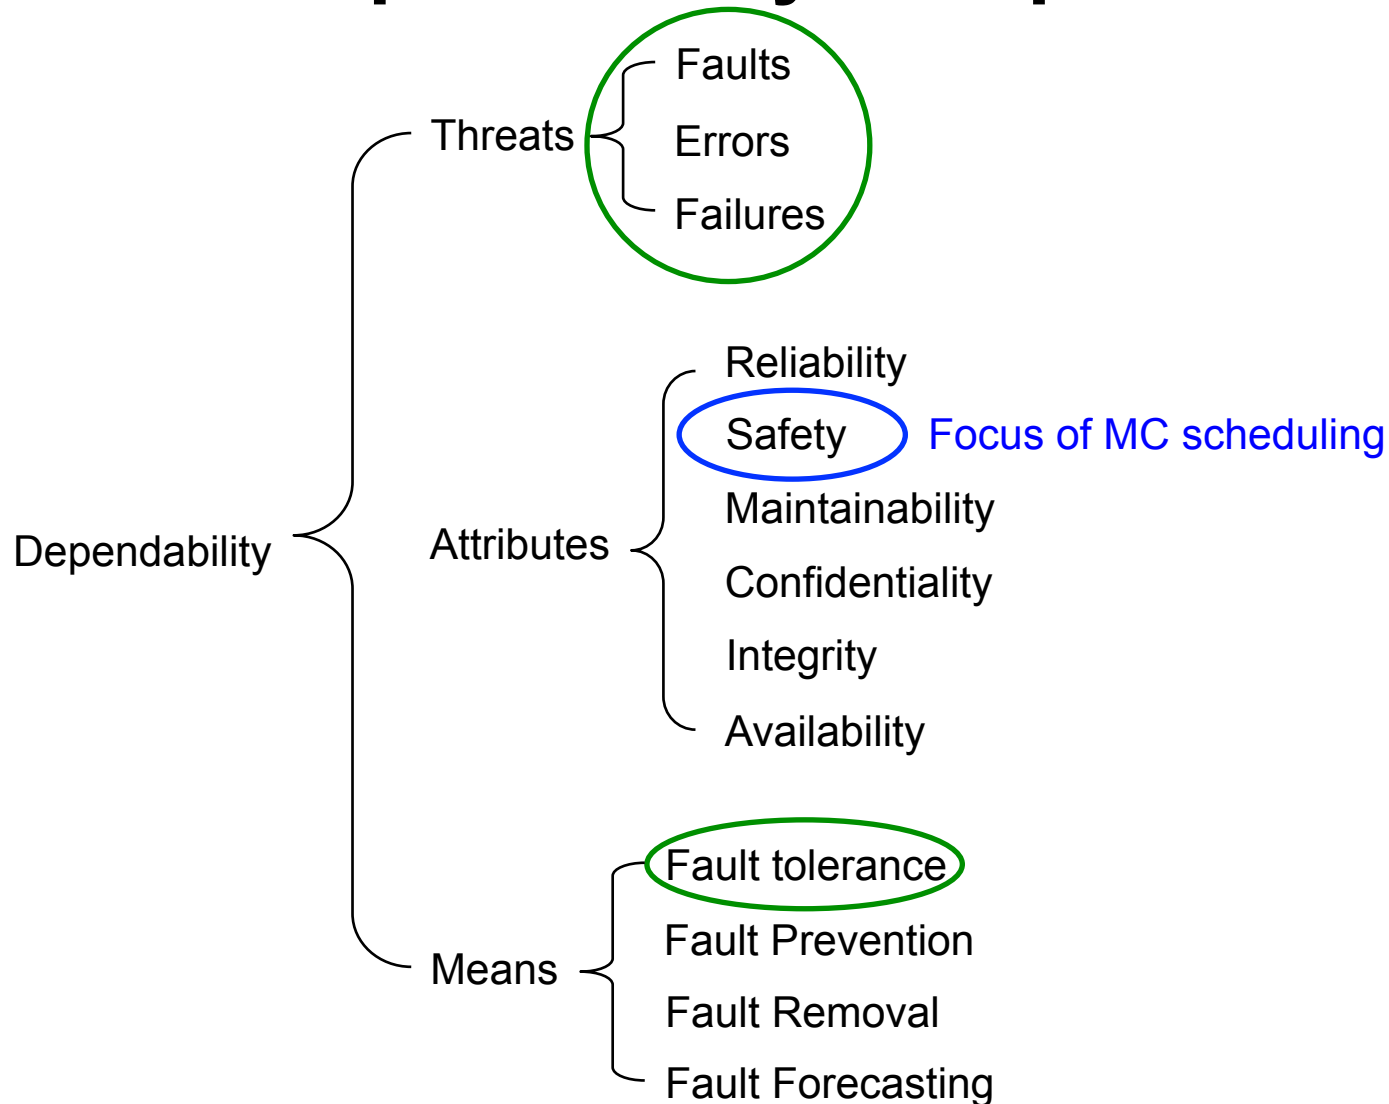 Threats
Faults
Errors
Failures
Dependability
Attributes
Reliability
Safety
Focus of MC scheduling
Maintainability
Confidentiality
Integrity
Availability
Means
Fault tolerance
Fault Prevention
Fault Removal
Fault Forecasting